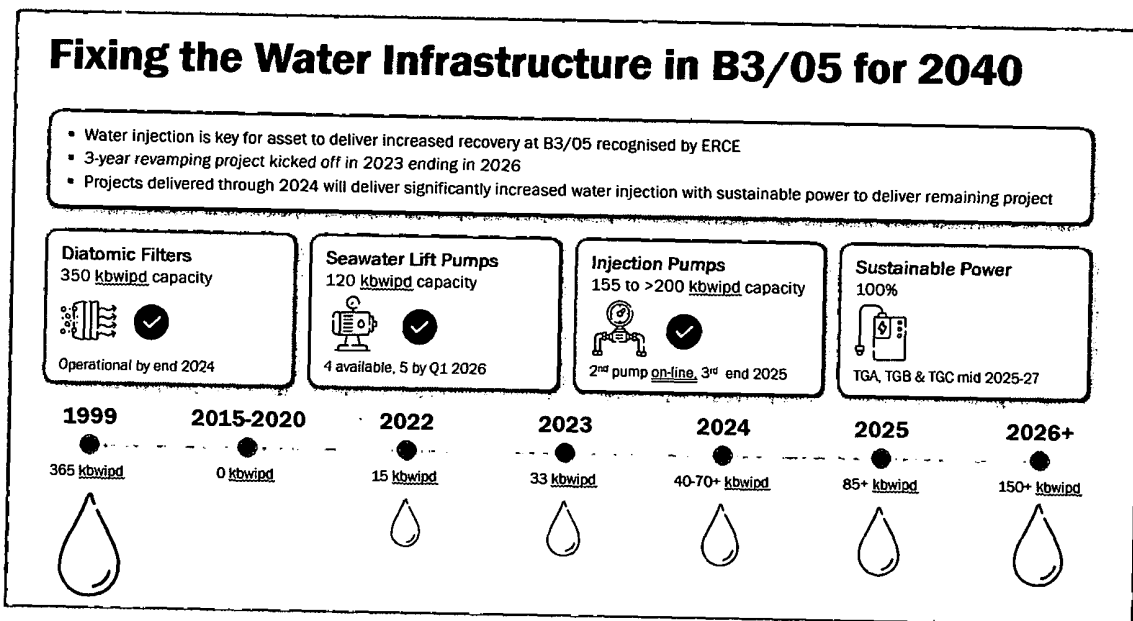 Fixing the Water Infrastructure in B3/05 for 2040
▪ Water injection is key for asset to deliver increased recovery at B3/05 recognised by ERCE
▪ 3-year revamping project kicked off in 2023 ending in 2026
▪ Projects delivered through 2024 will deliver significantly increased water injection with sustainable power to deliver remaining project
Diatomic Filters
350 kbwipd capacity
Operational by end 2024
Seawater Lift Pumps
120 kbwipd capacity
4 available, 5 by Q1 2026
Injection Pumps
155 to >200 kbwipd capacity
2nd pump on-line, 3rd end 2025
Sustainable Power
100%
TGA, TGB & TGC mid 2025-27
1999 2015-2020 2022 2023 2024 2025 2026+
365 kbwipd 0 kbwipd 15 kbwipd 33 kbwipd 40-70+ kbwipd 85+ kbwipd 150+ kbwipd